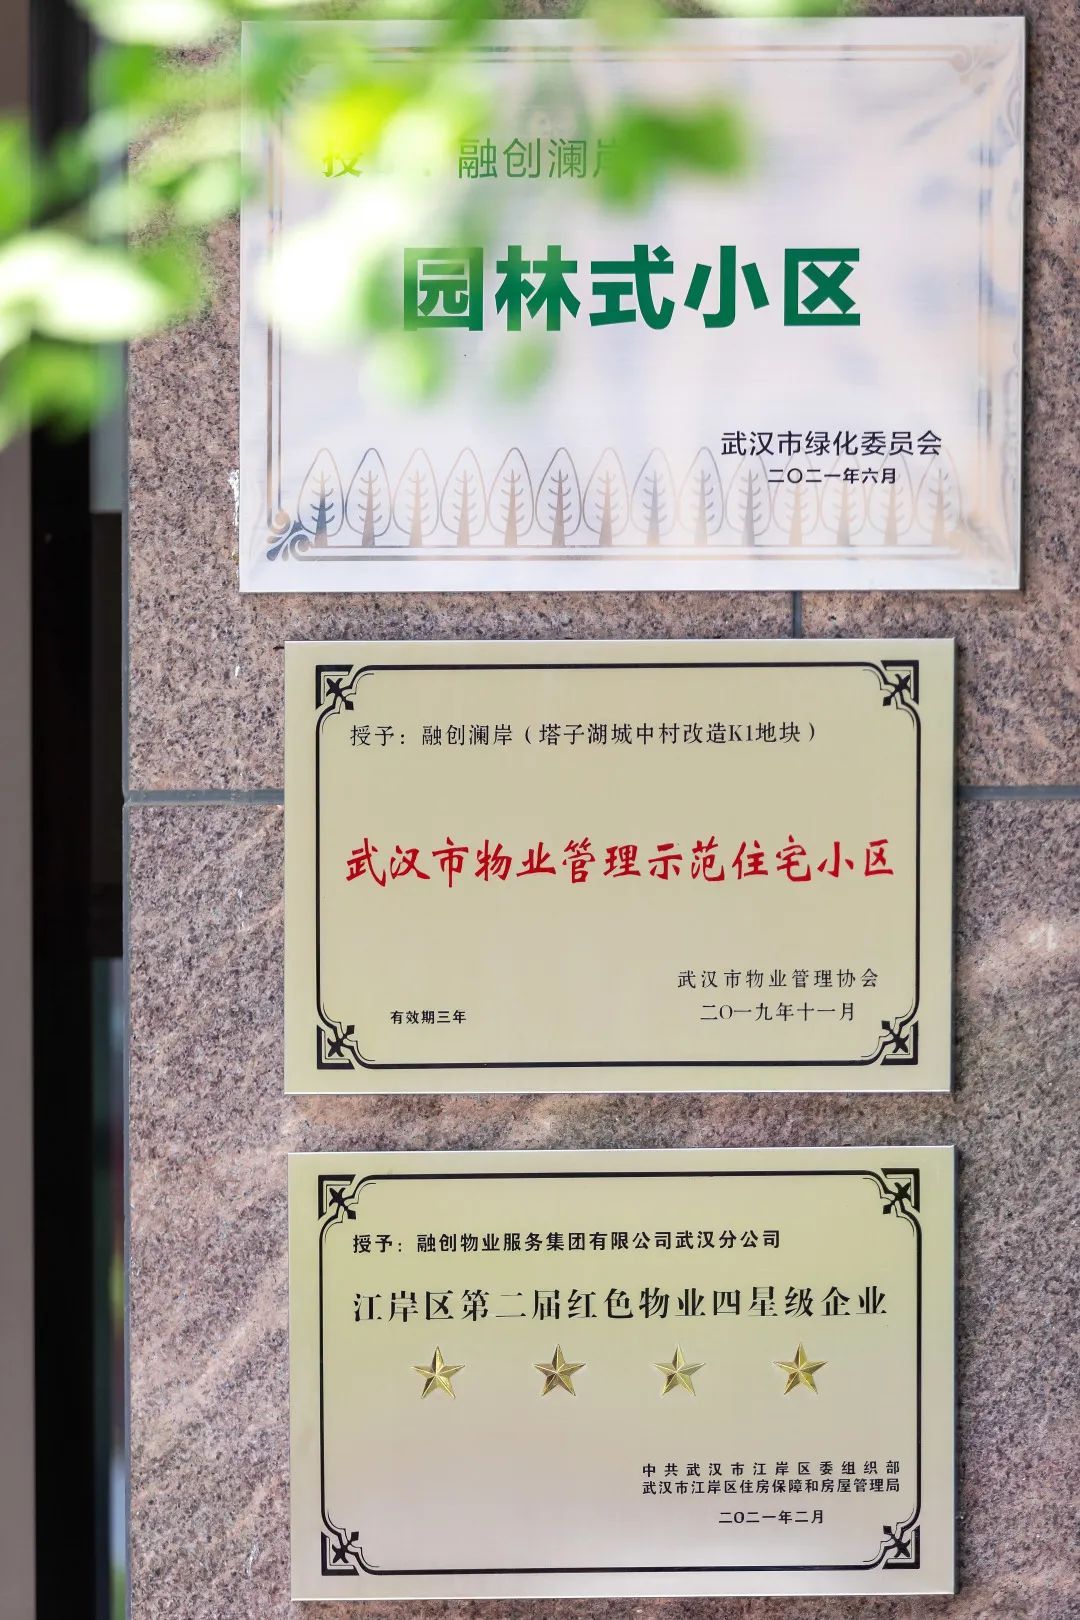 授 融创澜岸
园林式小区
武汉市绿化委员会
二〇二一年六月
授予：融创澜岸（塔子湖城中村改造K1地块）
武汉市物业管理示范住宅小区
武汉市物业管理协会
有效期三年
二〇一九年十一月
授予：融创物业服务集团有限公司武汉分公司
江岸区第二届红色物业四星级企业
中共武汉市江岸区委组织部
武汉市江岸区住房保障和房屋管理局
二〇二一年二月